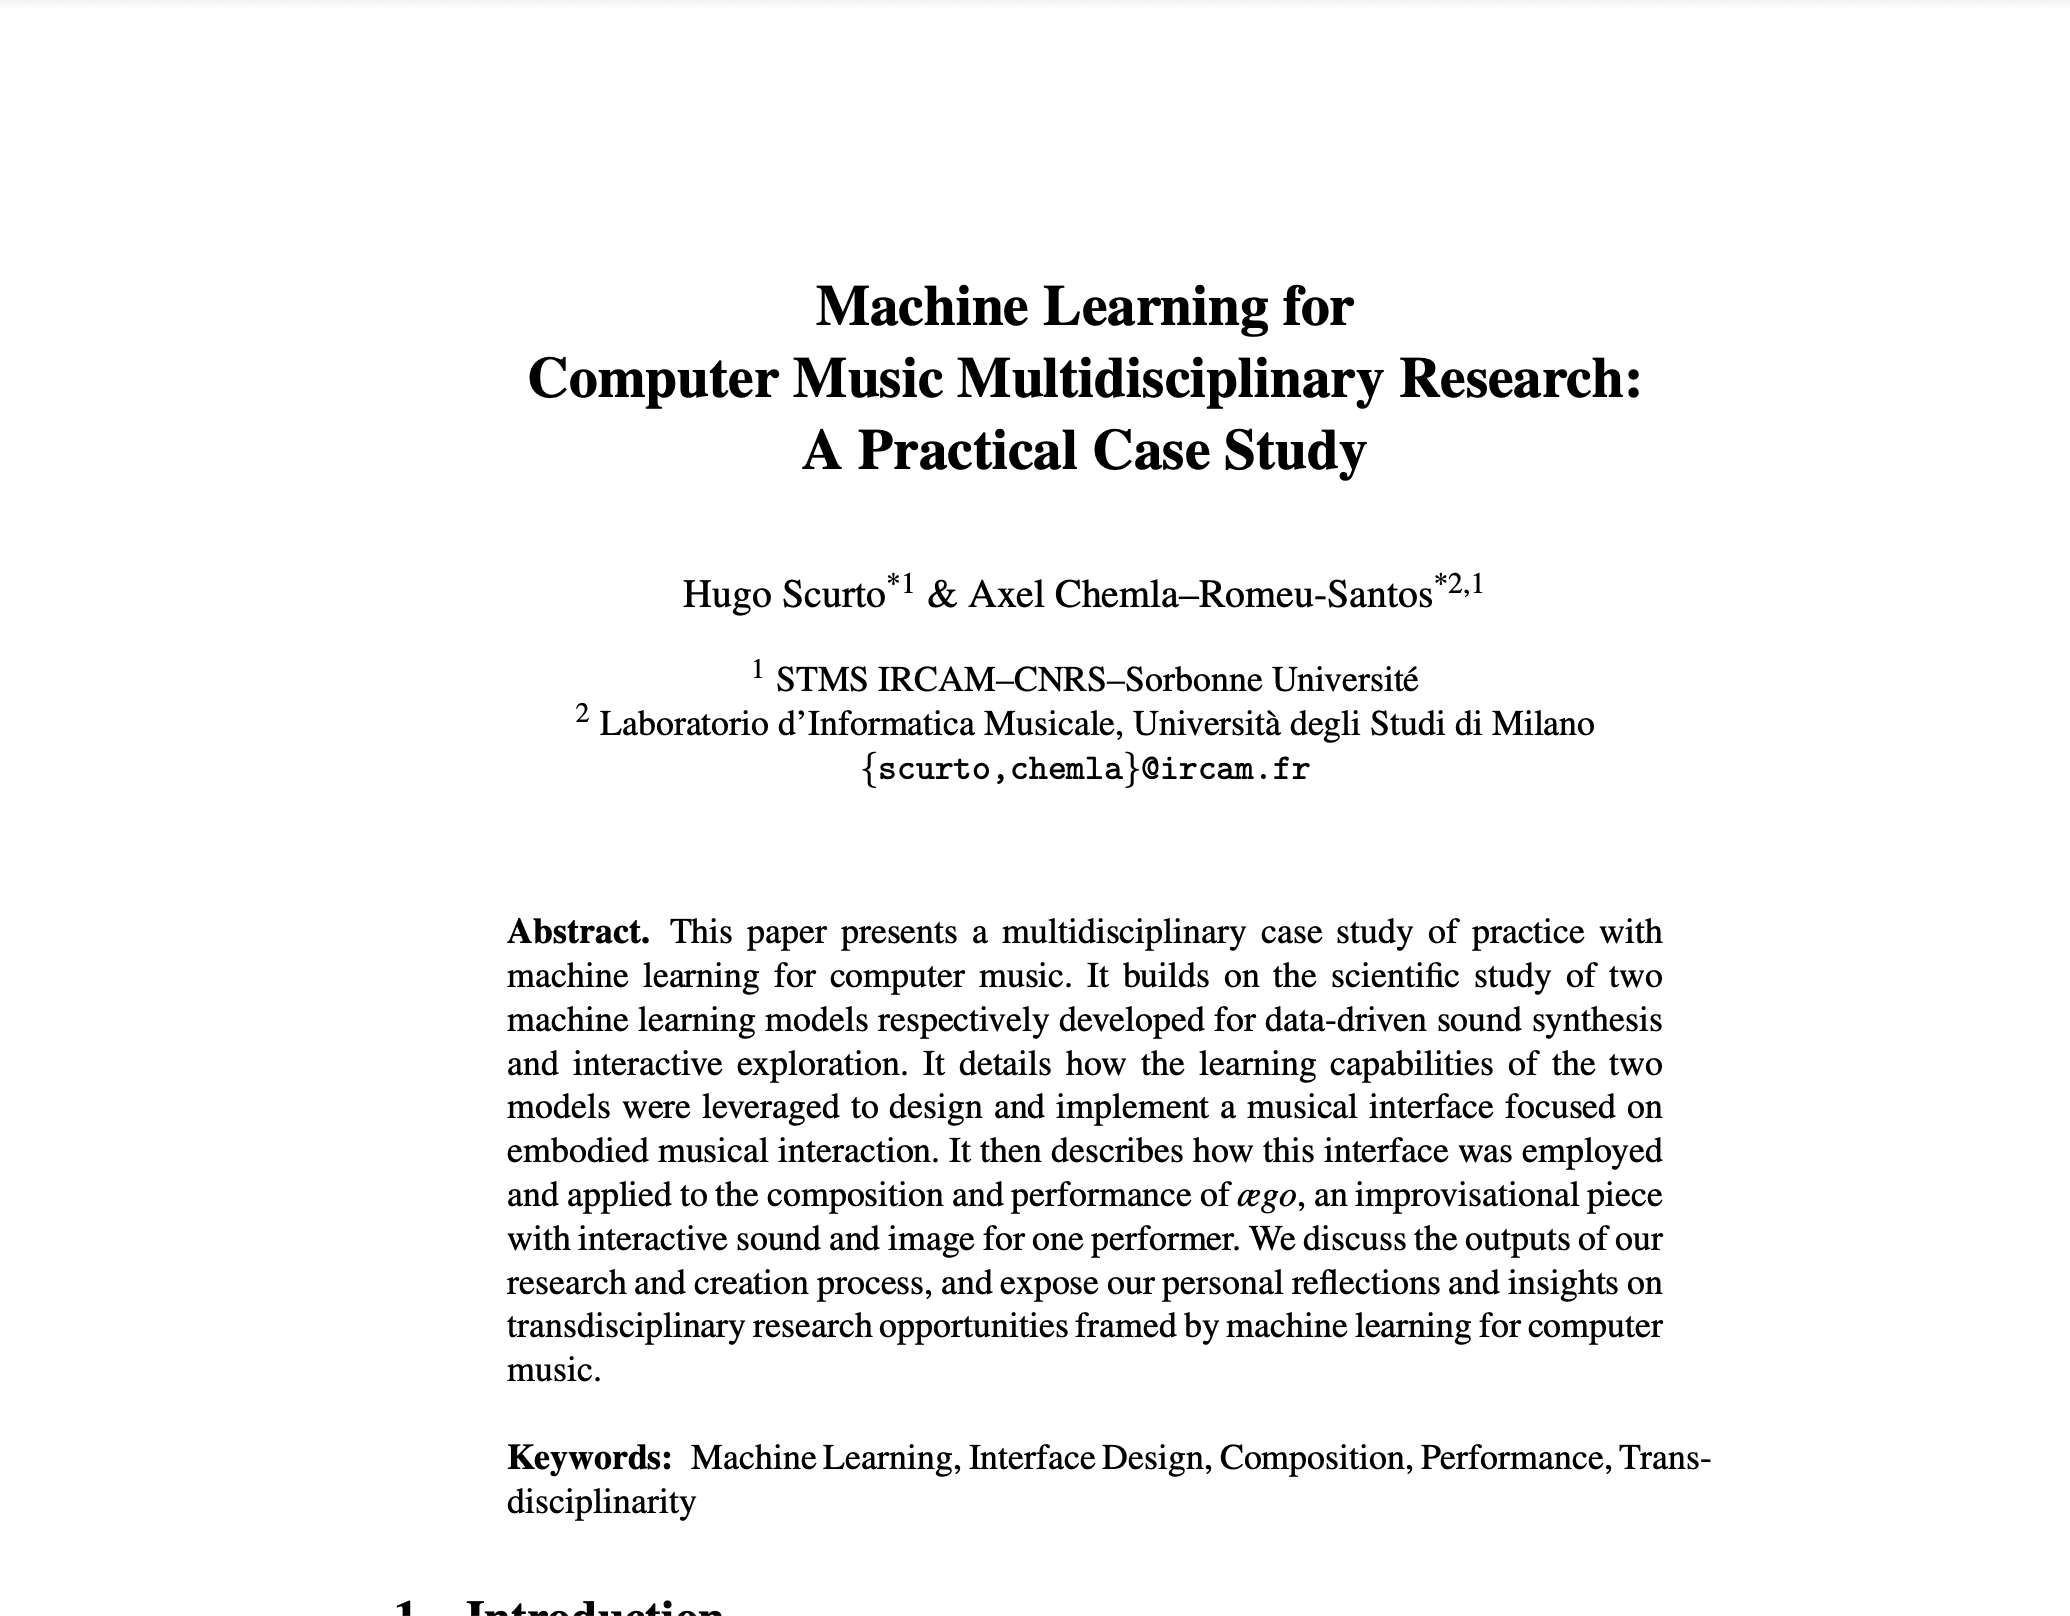 Machine Learning for
Computer Music Multidisciplinary Research:
A Practical Case Study
Hugo Scurto*1 & Axel Chemla–Romeu-Santos*2,1
1 STMS IRCAM–CNRS–Sorbonne Université
2 Laboratorio d’Informatica Musicale, Università degli Studi di Milano
{scurto,chemla}@ircam.fr
Abstract. This paper presents a multidisciplinary case study of practice with
machine learning for computer music. It builds on the scientific study of two
machine learning models respectively developed for data-driven sound synthesis
and interactive exploration. It details how the learning capabilities of the two
models were leveraged to design and implement a musical interface focused on
embodied musical interaction. It then describes how this interface was employed
and applied to the composition and performance of ægo, an improvisational piece
with interactive sound and image for one performer. We discuss the outputs of our
research and creation process, and expose our personal reflections and insights on
transdisciplinary research opportunities framed by machine learning for computer
music.
Keywords: Machine Learning, Interface Design, Composition, Performance, Trans-
disciplinarity
1 Introduction